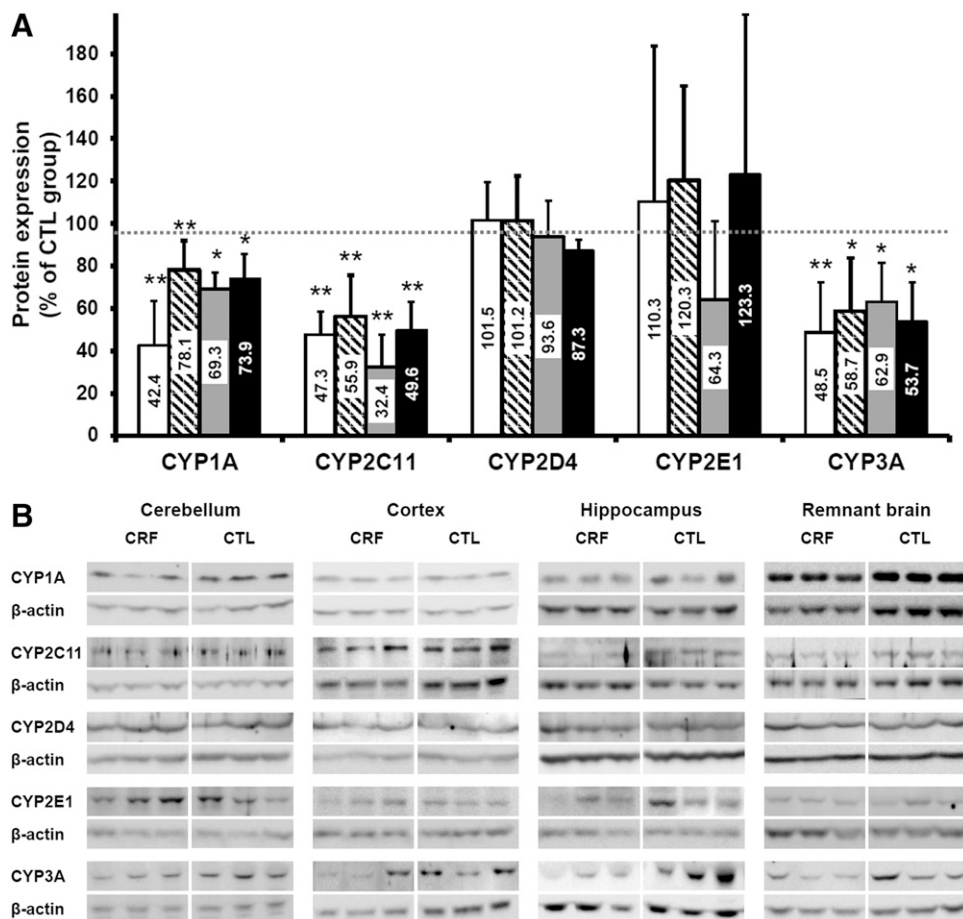 A
Protein expression
(% of CTL group)
180
160
140
120
100
80
60
40
20
0
** ** * *
** ** ** **
** * * *
42.4 78.1 69.3 73.9
47.3 55.9 32.4 49.6
101.5 101.2 93.6 87.3
110.3 120.3 64.3 123.3
48.5 58.7 62.9 53.7
CYP1A CYP2C11 CYP2D4 CYP2E1 CYP3A
B
Cerebellum Cortex Hippocampus Remnant brain
CRF CTL CRF CTL CRF CTL CRF CTL
CYP1A
β-actin
CYP2C11
β-actin
CYP2D4
β-actin
CYP2E1
β-actin
CYP3A
β-actin